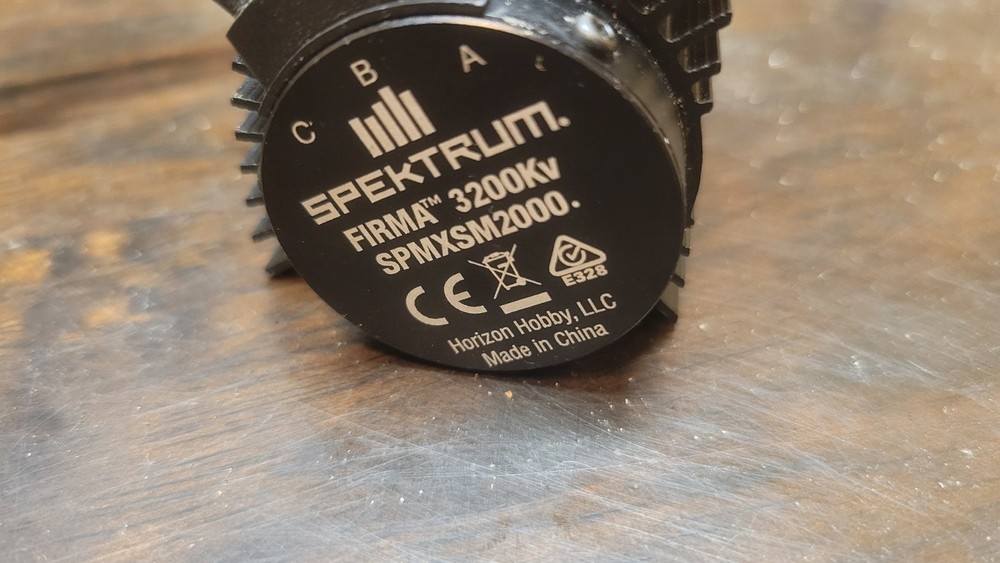 C B A
SPEKTRUM.
FIRMA™ 3200Kv
SPMXSM2000.
CE
E328
Horizon Hobby, LLC
Made in China